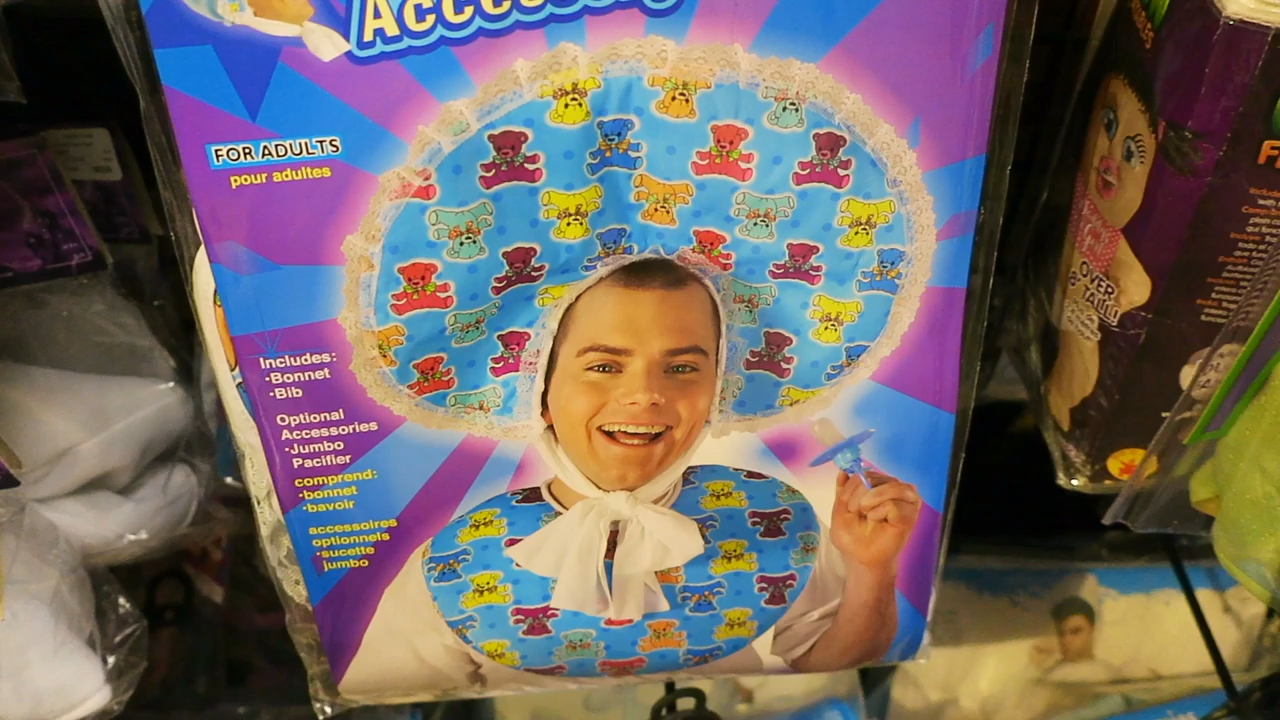 FOR ADULTS
pour adultes
Includes:
·Bonnet
·Bib
Optional
Accessories
·Jumbo
Pacifier
comprend:
·bonnet
·bavoir
accessoires
optionnels
·sucette
jumbo
OVER
TALL!